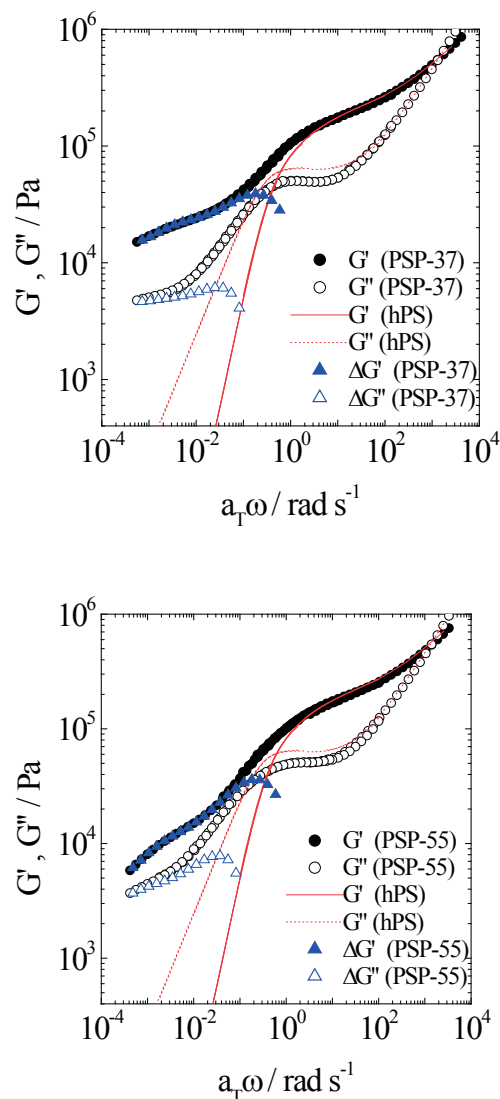 10^6
10^5
10^4
10^3
G' , G'' / Pa
G' (PSP-37)
G'' (PSP-37)
G' (hPS)
G'' (hPS)
ΔG' (PSP-37)
ΔG'' (PSP-37)
10^-4 10^-2 10^0 10^2 10^4
a_Tω / rad s^-1
10^6
10^5
10^4
10^3
G' , G'' / Pa
G' (PSP-55)
G'' (PSP-55)
G' (hPS)
G'' (hPS)
ΔG' (PSP-55)
ΔG'' (PSP-55)
10^-4 10^-2 10^0 10^2 10^4
a_Tω / rad s^-1